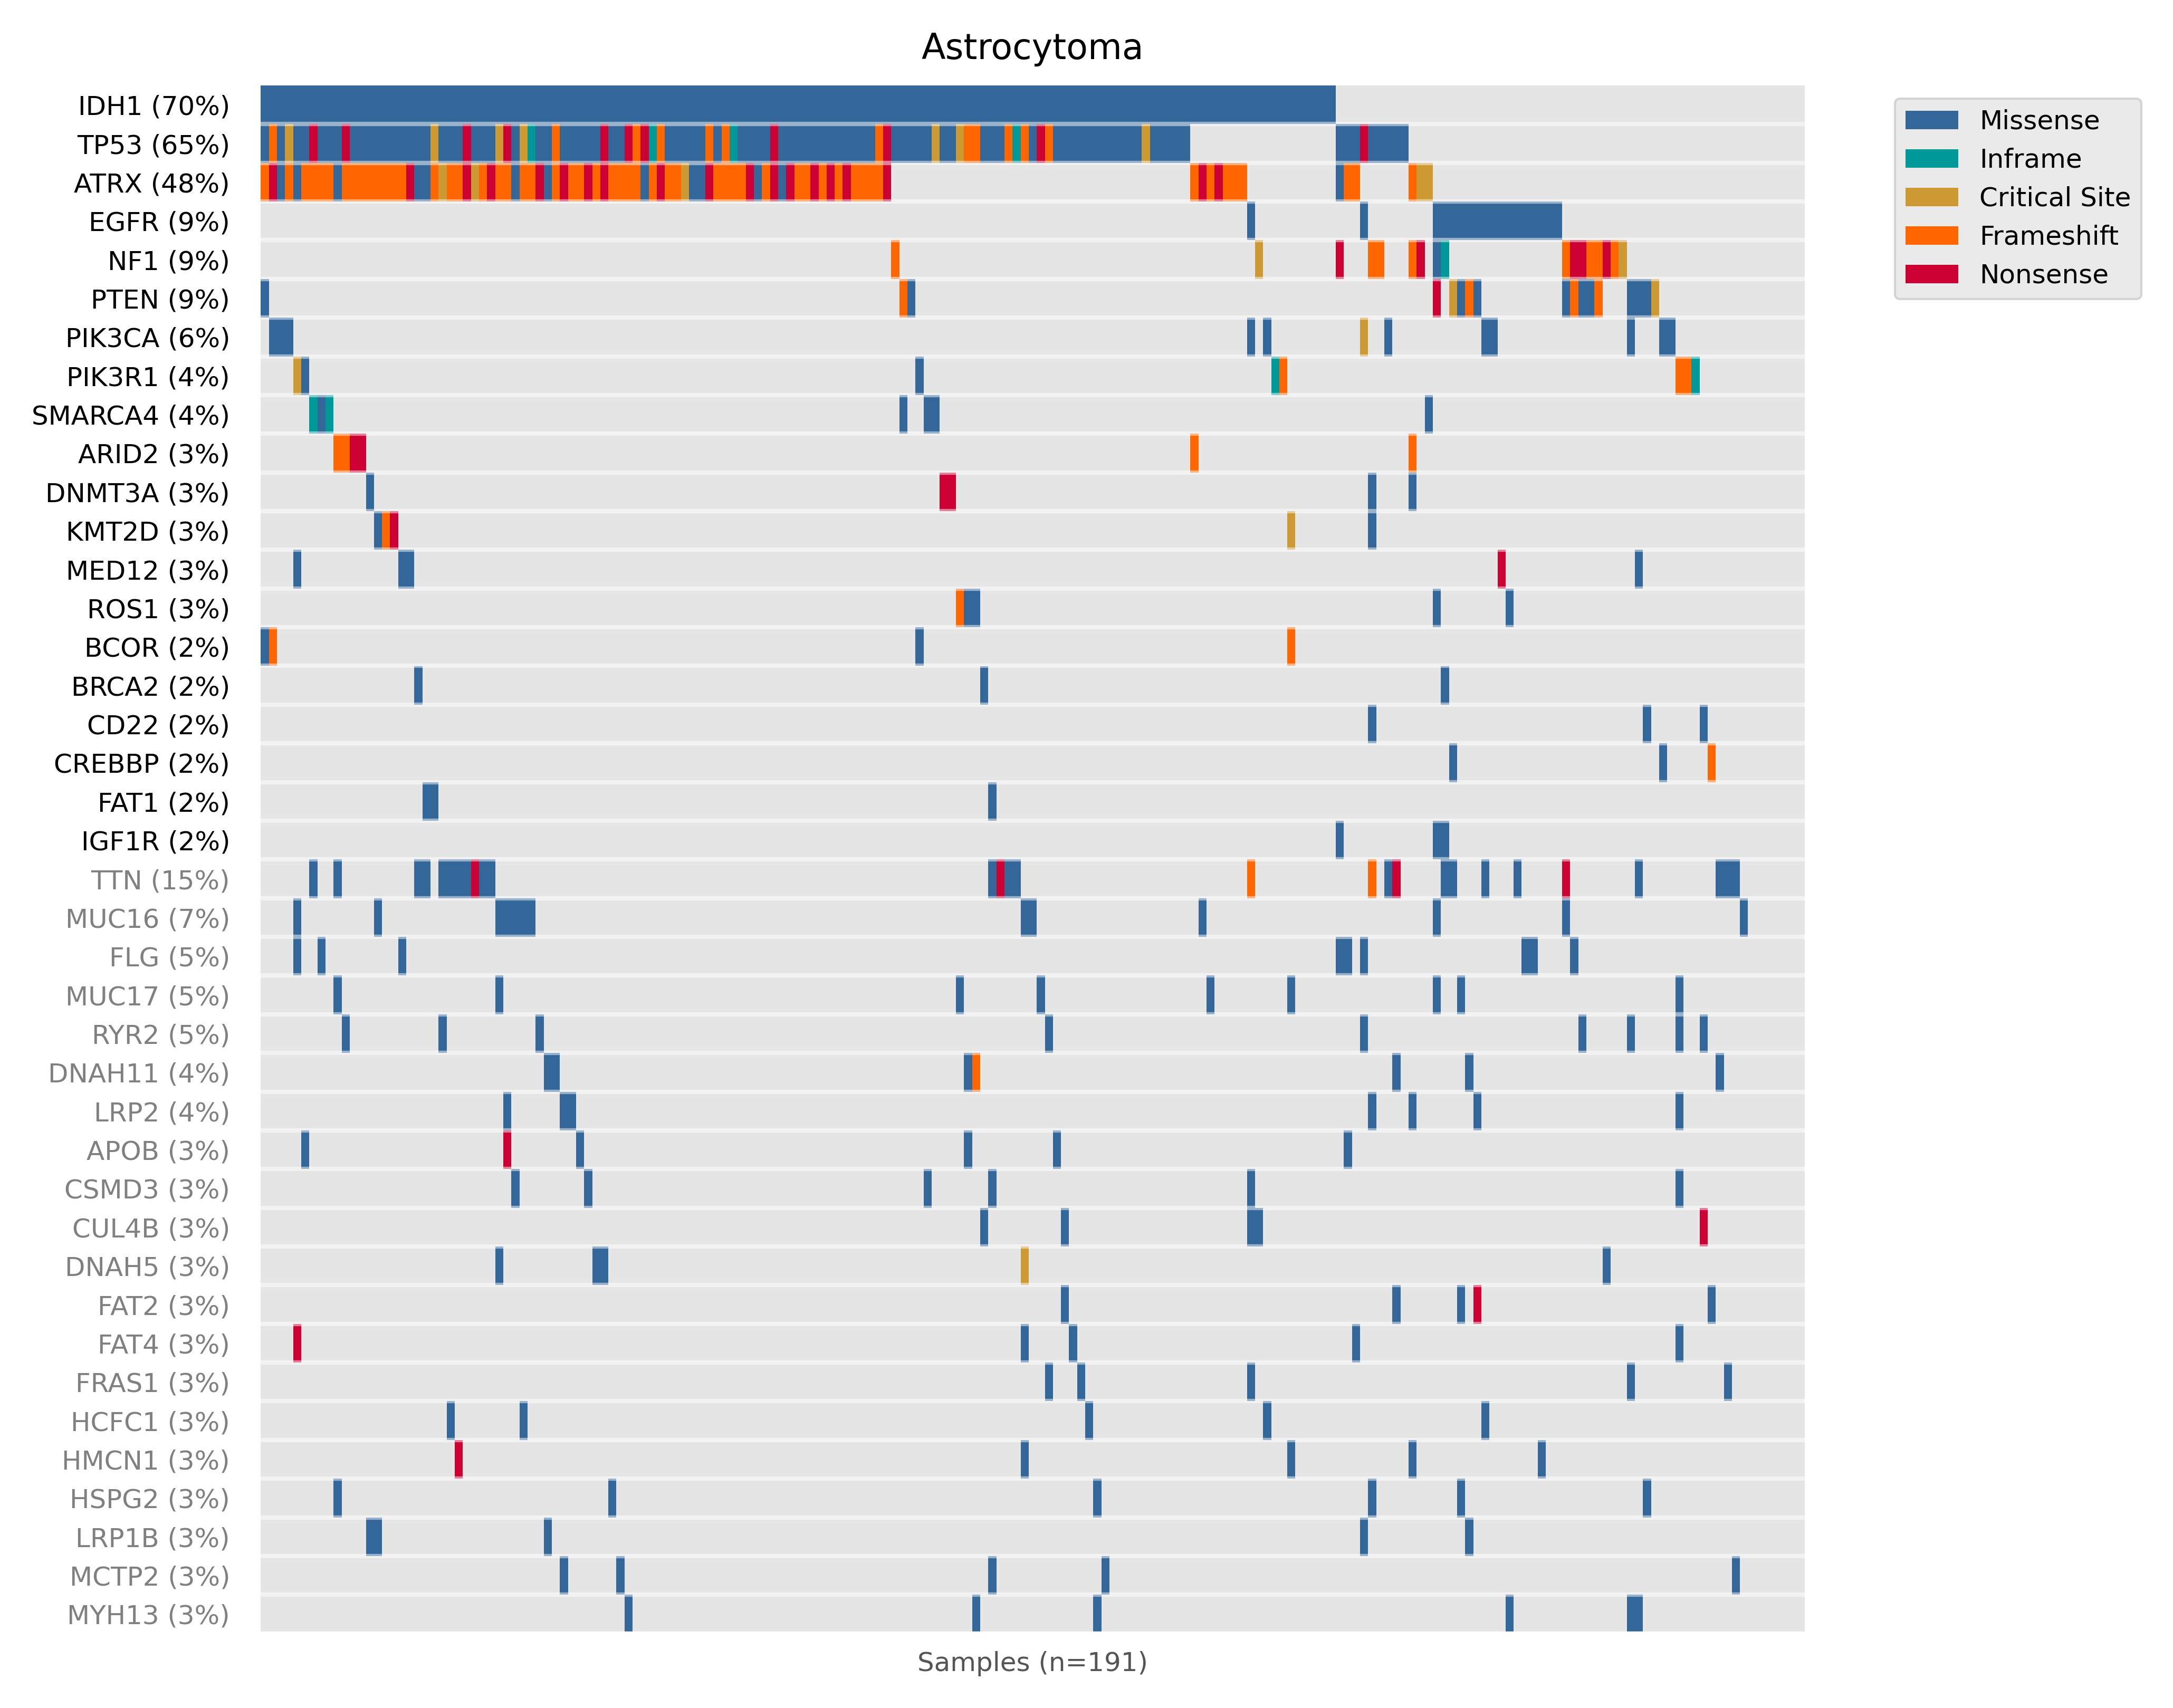 Astrocytoma
IDH1 (70%)
TP53 (65%)
ATRX (48%)
EGFR (9%)
NF1 (9%)
PTEN (9%)
PIK3CA (6%)
PIK3R1 (4%)
SMARCA4 (4%)
ARID2 (3%)
DNMT3A (3%)
KMT2D (3%)
MED12 (3%)
ROS1 (3%)
BCOR (2%)
BRCA2 (2%)
CD22 (2%)
CREBBP (2%)
FAT1 (2%)
IGF1R (2%)
TTN (15%)
MUC16 (7%)
FLG (5%)
MUC17 (5%)
RYR2 (5%)
DNAH11 (4%)
LRP2 (4%)
APOB (3%)
CSMD3 (3%)
CUL4B (3%)
DNAH5 (3%)
FAT2 (3%)
FAT4 (3%)
FRAS1 (3%)
HCFC1 (3%)
HMCN1 (3%)
HSPG2 (3%)
LRP1B (3%)
MCTP2 (3%)
MYH13 (3%)
Samples (n=191)
Missense
Inframe
Critical Site
Frameshift
Nonsense